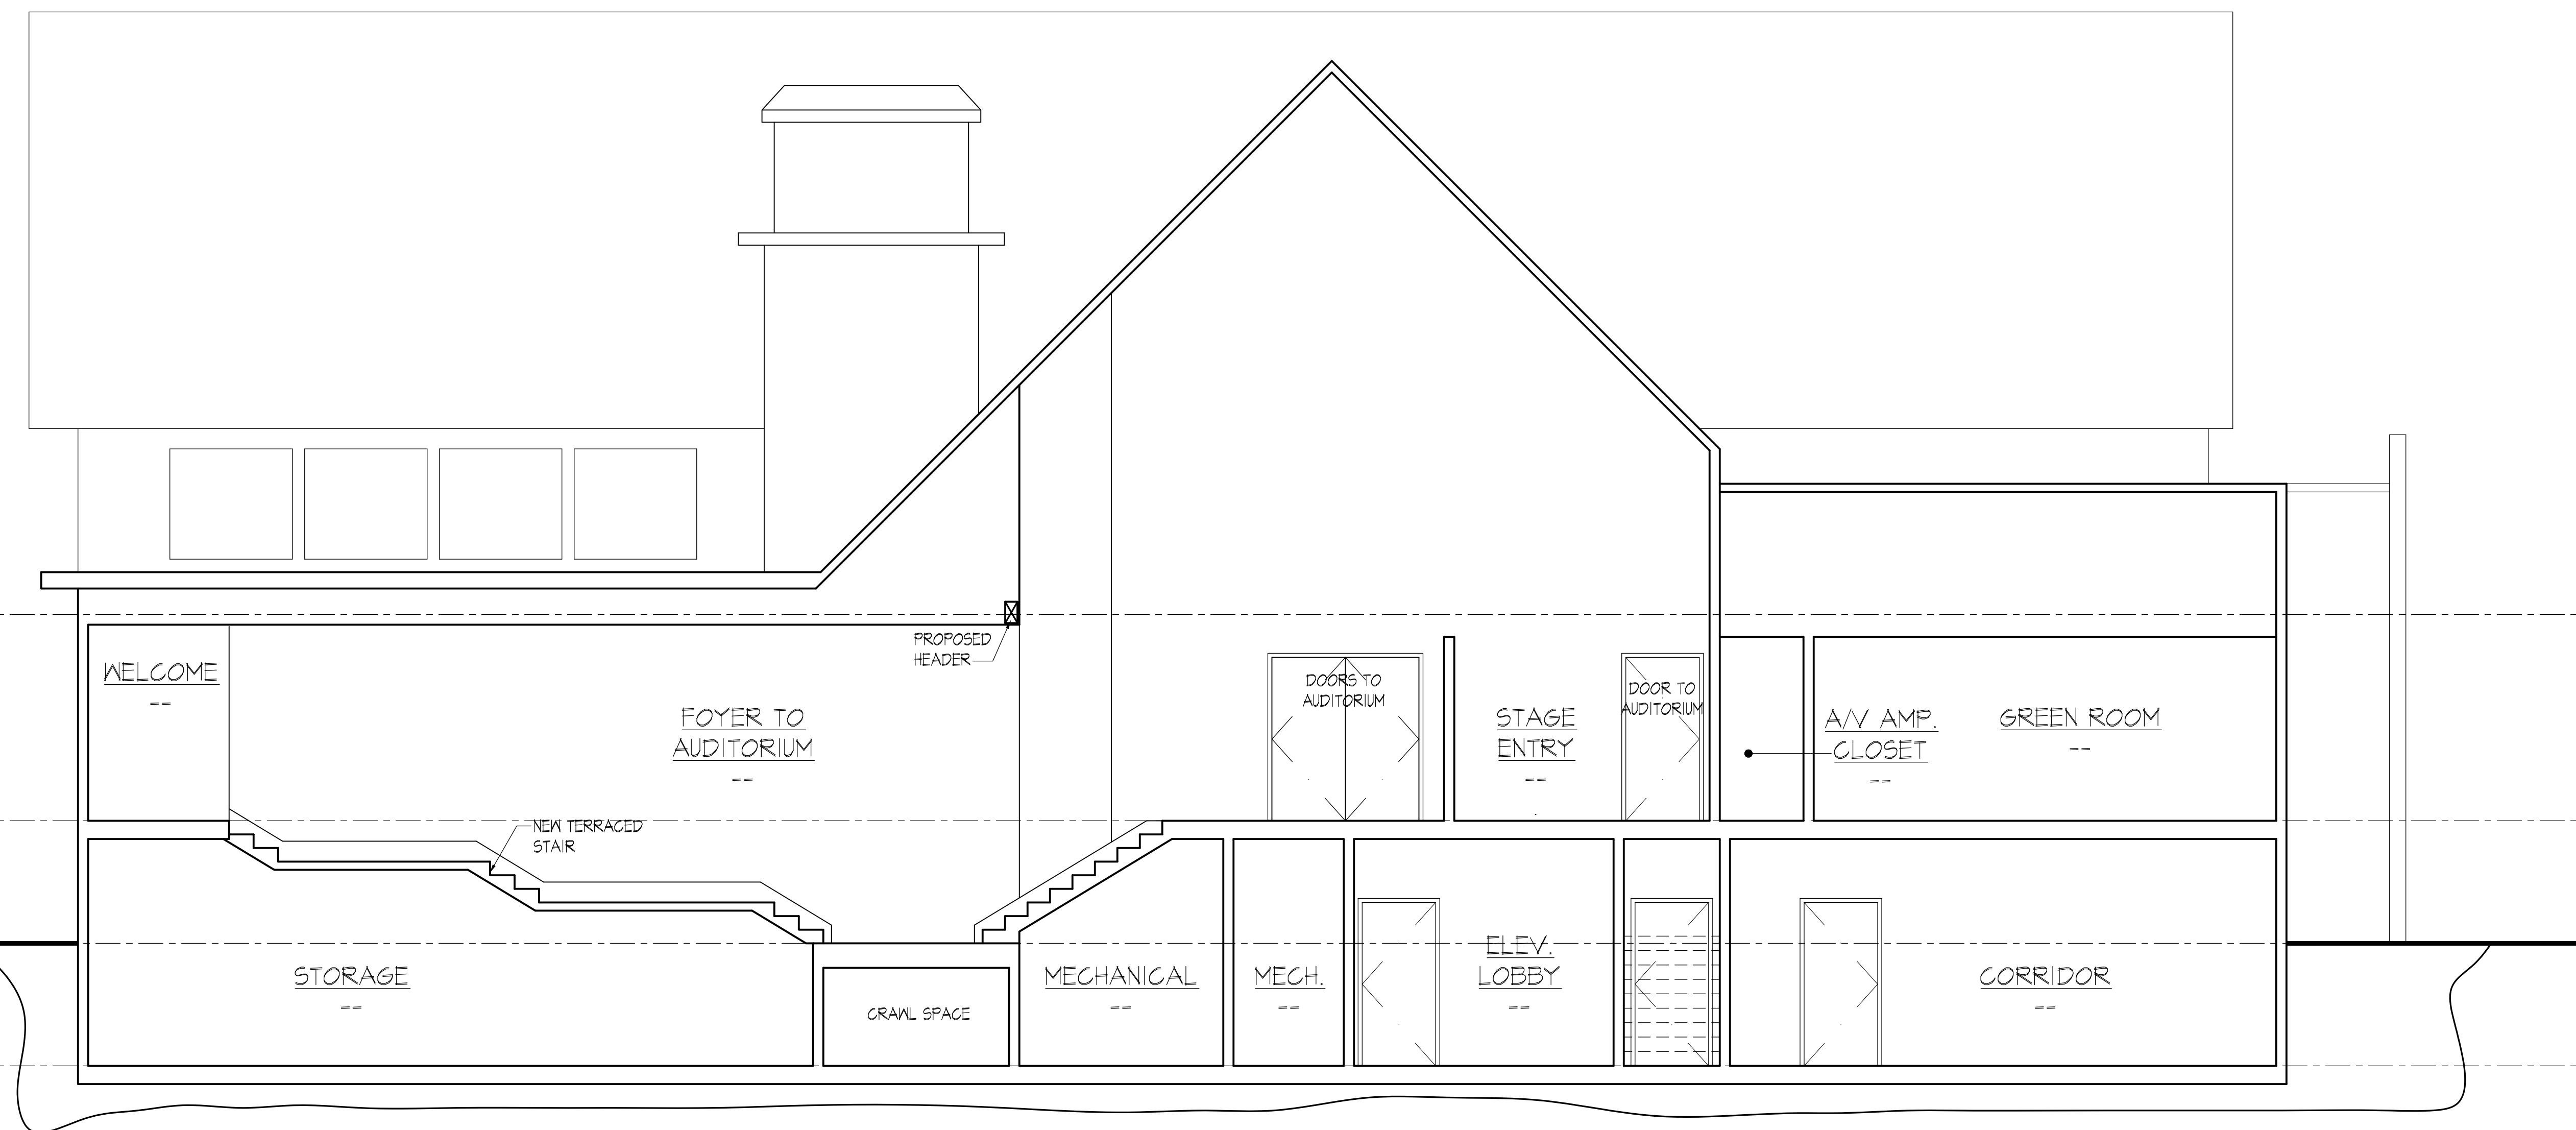 PROPOSED
HEADER
WELCOME
--
DOORS TO
AUDITORIUM
DOOR TO
AUDITORIUM
FOYER TO
AUDITORIUM
--
STAGE
ENTRY
--
A/V AMP.
CLOSET
--
GREEN ROOM
--
NEW TERRACED
STAIR
STORAGE
--
CRAWL SPACE
MECHANICAL
--
MECH.
--
ELEV.
LOBBY
--
CORRIDOR
--